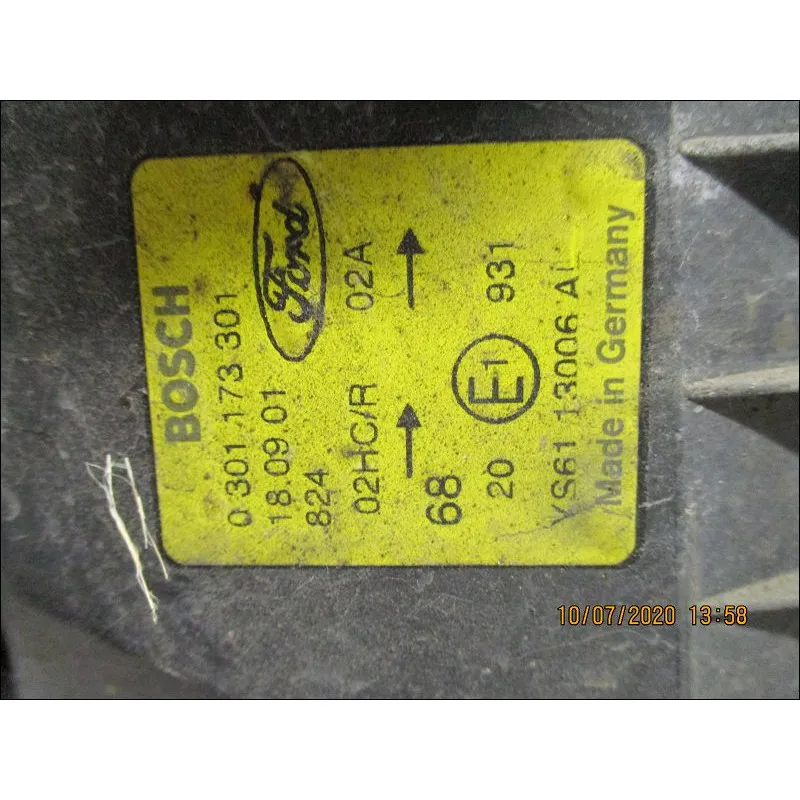 BOSCH
0 301 173 301
18.09.01 Ford
824
02HC/R 02A
→ →
68
20 E1 931
YS61 13006 AL
Made in Germany
10/07/2020 13:58